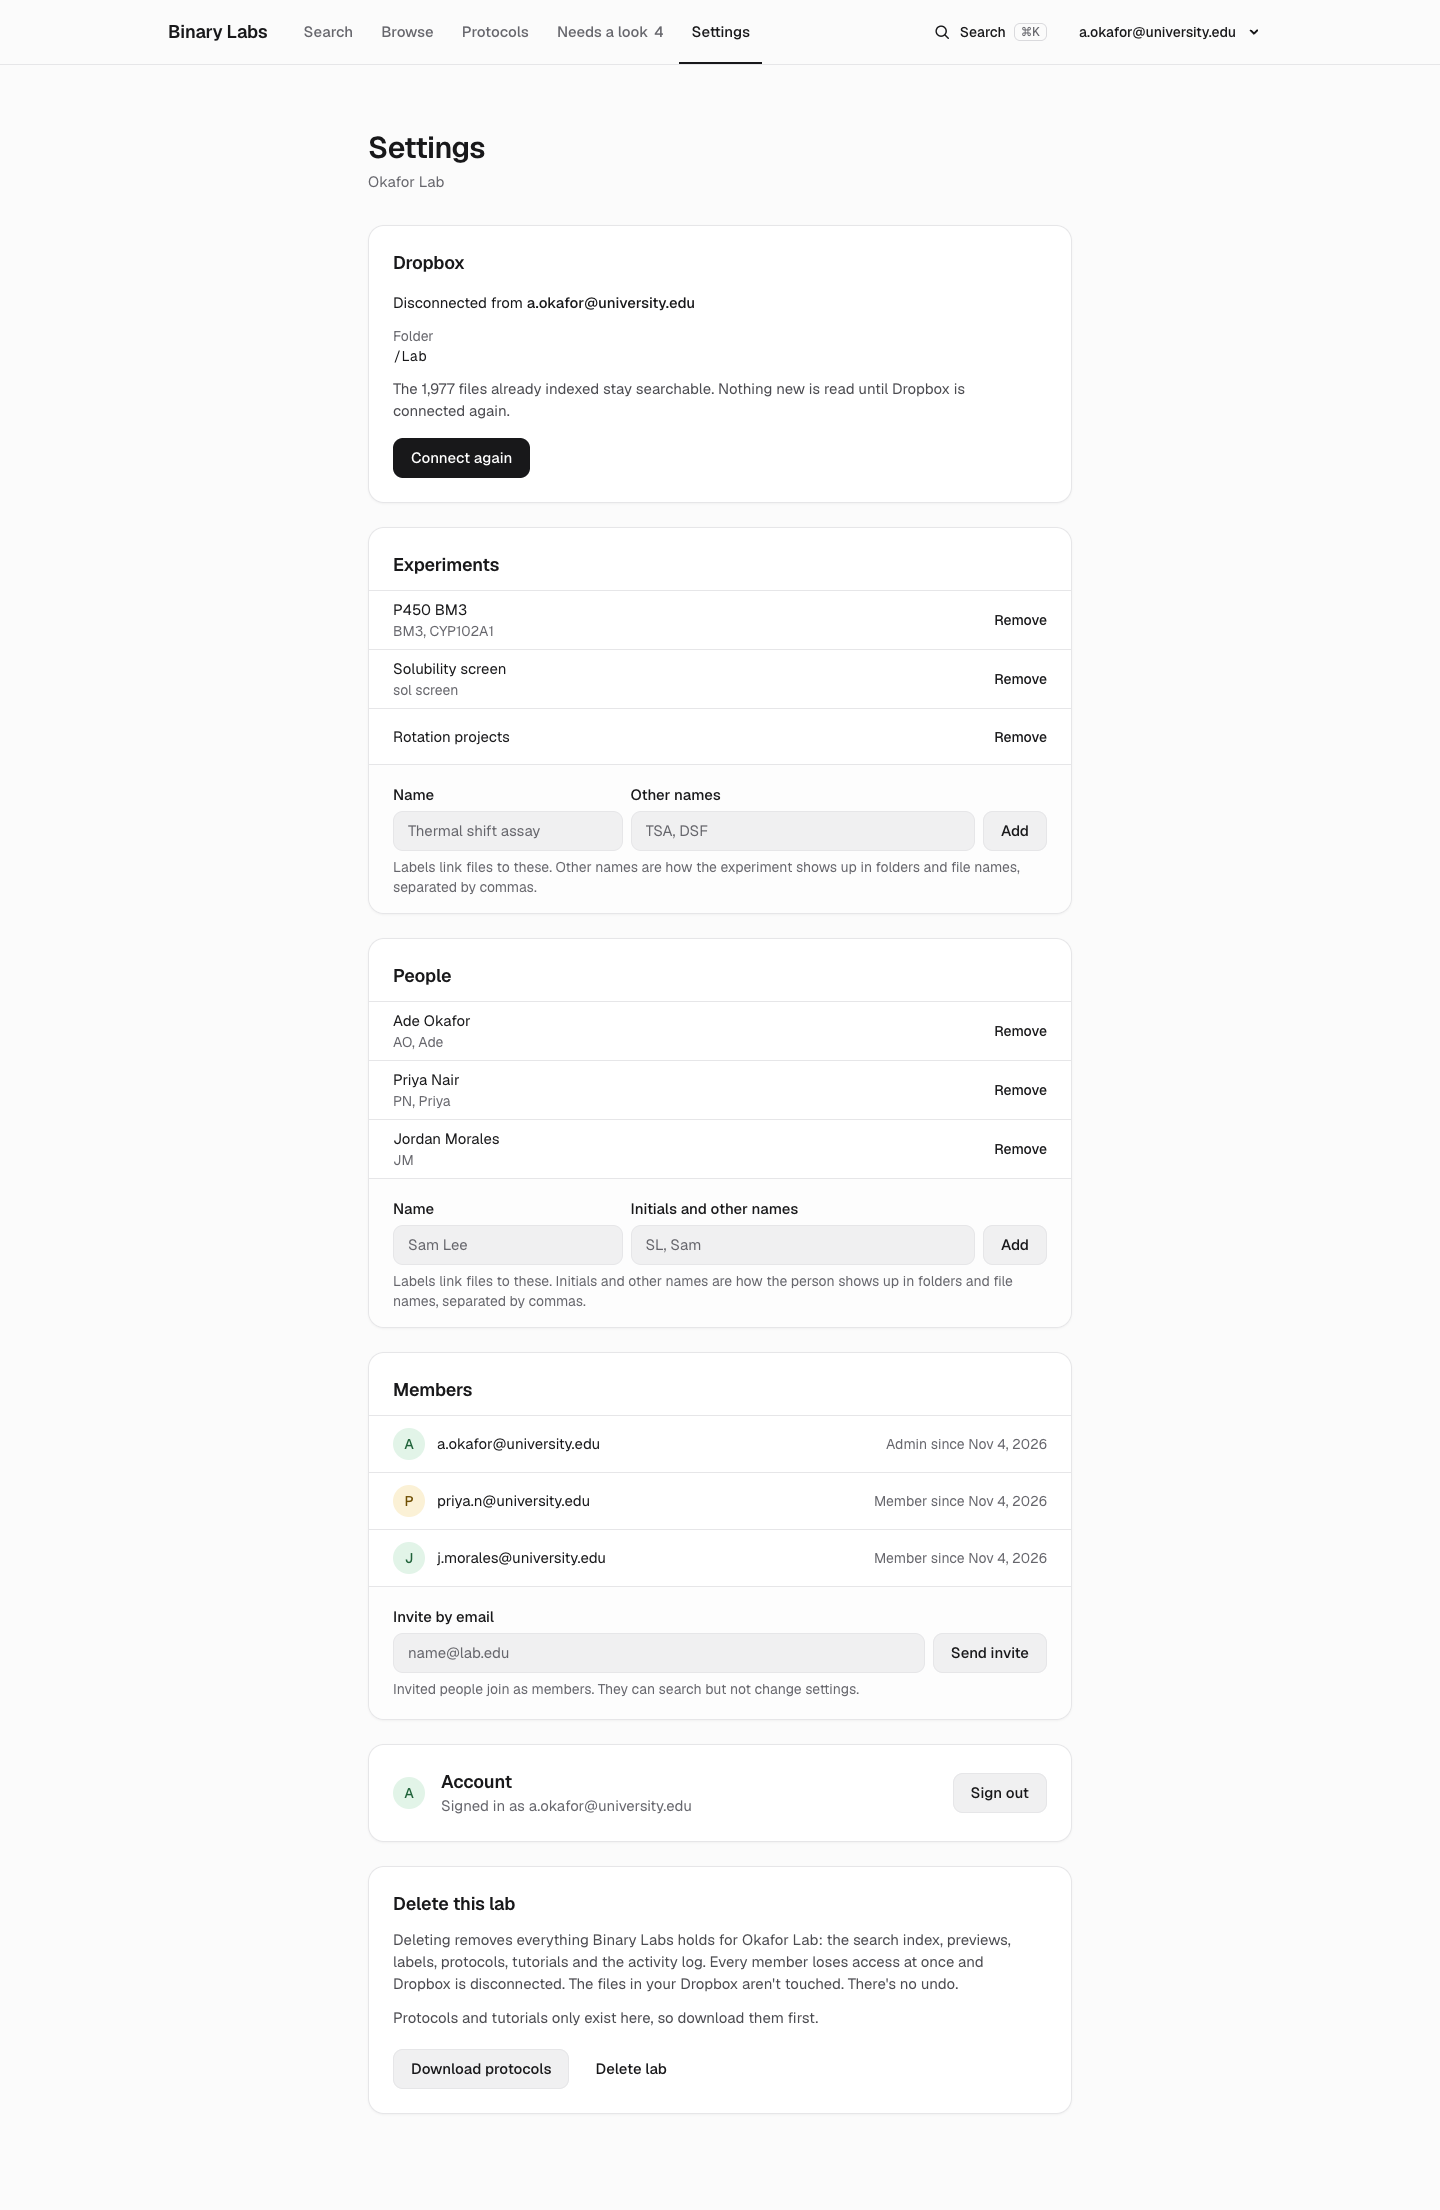 Binary Labs Search Browse Protocols Needs a look 4 Settings Search ⌘K a.okafor@university.edu
Settings
Okafor Lab
Dropbox
Disconnected from a.okafor@university.edu
Folder
/Lab
The 1,977 files already indexed stay searchable. Nothing new is read until Dropbox is
connected again.
Connect again
Experiments
P450 BM3
BM3, CYP102A1
Remove
Solubility screen
sol screen
Remove
Rotation projects Remove
Name Other names
Thermal shift assay TSA, DSF Add
Labels link files to these. Other names are how the experiment shows up in folders and file names,
separated by commas.
People
Ade Okafor
AO, Ade
Remove
Priya Nair
PN, Priya
Remove
Jordan Morales
JM
Remove
Name Initials and other names
Sam Lee SL, Sam Add
Labels link files to these. Initials and other names are how the person shows up in folders and file
names, separated by commas.
Members
A a.okafor@university.edu Admin since Nov 4, 2026
P priya.n@university.edu Member since Nov 4, 2026
J j.morales@university.edu Member since Nov 4, 2026
Invite by email
name@lab.edu Send invite
Invited people join as members. They can search but not change settings.
A Account
Signed in as a.okafor@university.edu
Sign out
Delete this lab
Deleting removes everything Binary Labs holds for Okafor Lab: the search index, previews,
labels, protocols, tutorials and the activity log. Every member loses access at once and
Dropbox is disconnected. The files in your Dropbox aren't touched. There's no undo.
Protocols and tutorials only exist here, so download them first.
Download protocols Delete lab